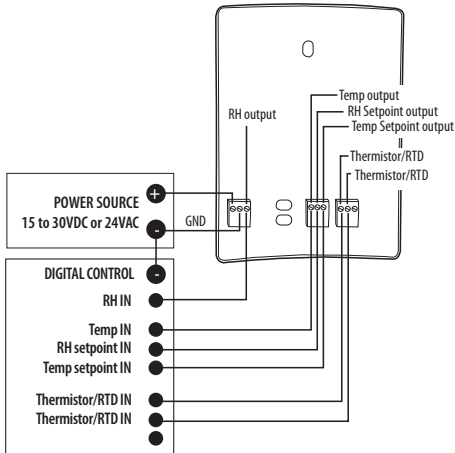 Temp output
RH output
RH Setpoint output
Temp Setpoint output
Thermistor/RTD
Thermistor/RTD
+
POWER SOURCE
15 to 30VDC or 24VAC
-
GND
DIGITAL CONTROL
-
RH IN
Temp IN
RH setpoint IN
Temp setpoint IN
Thermistor/RTD IN
Thermistor/RTD IN